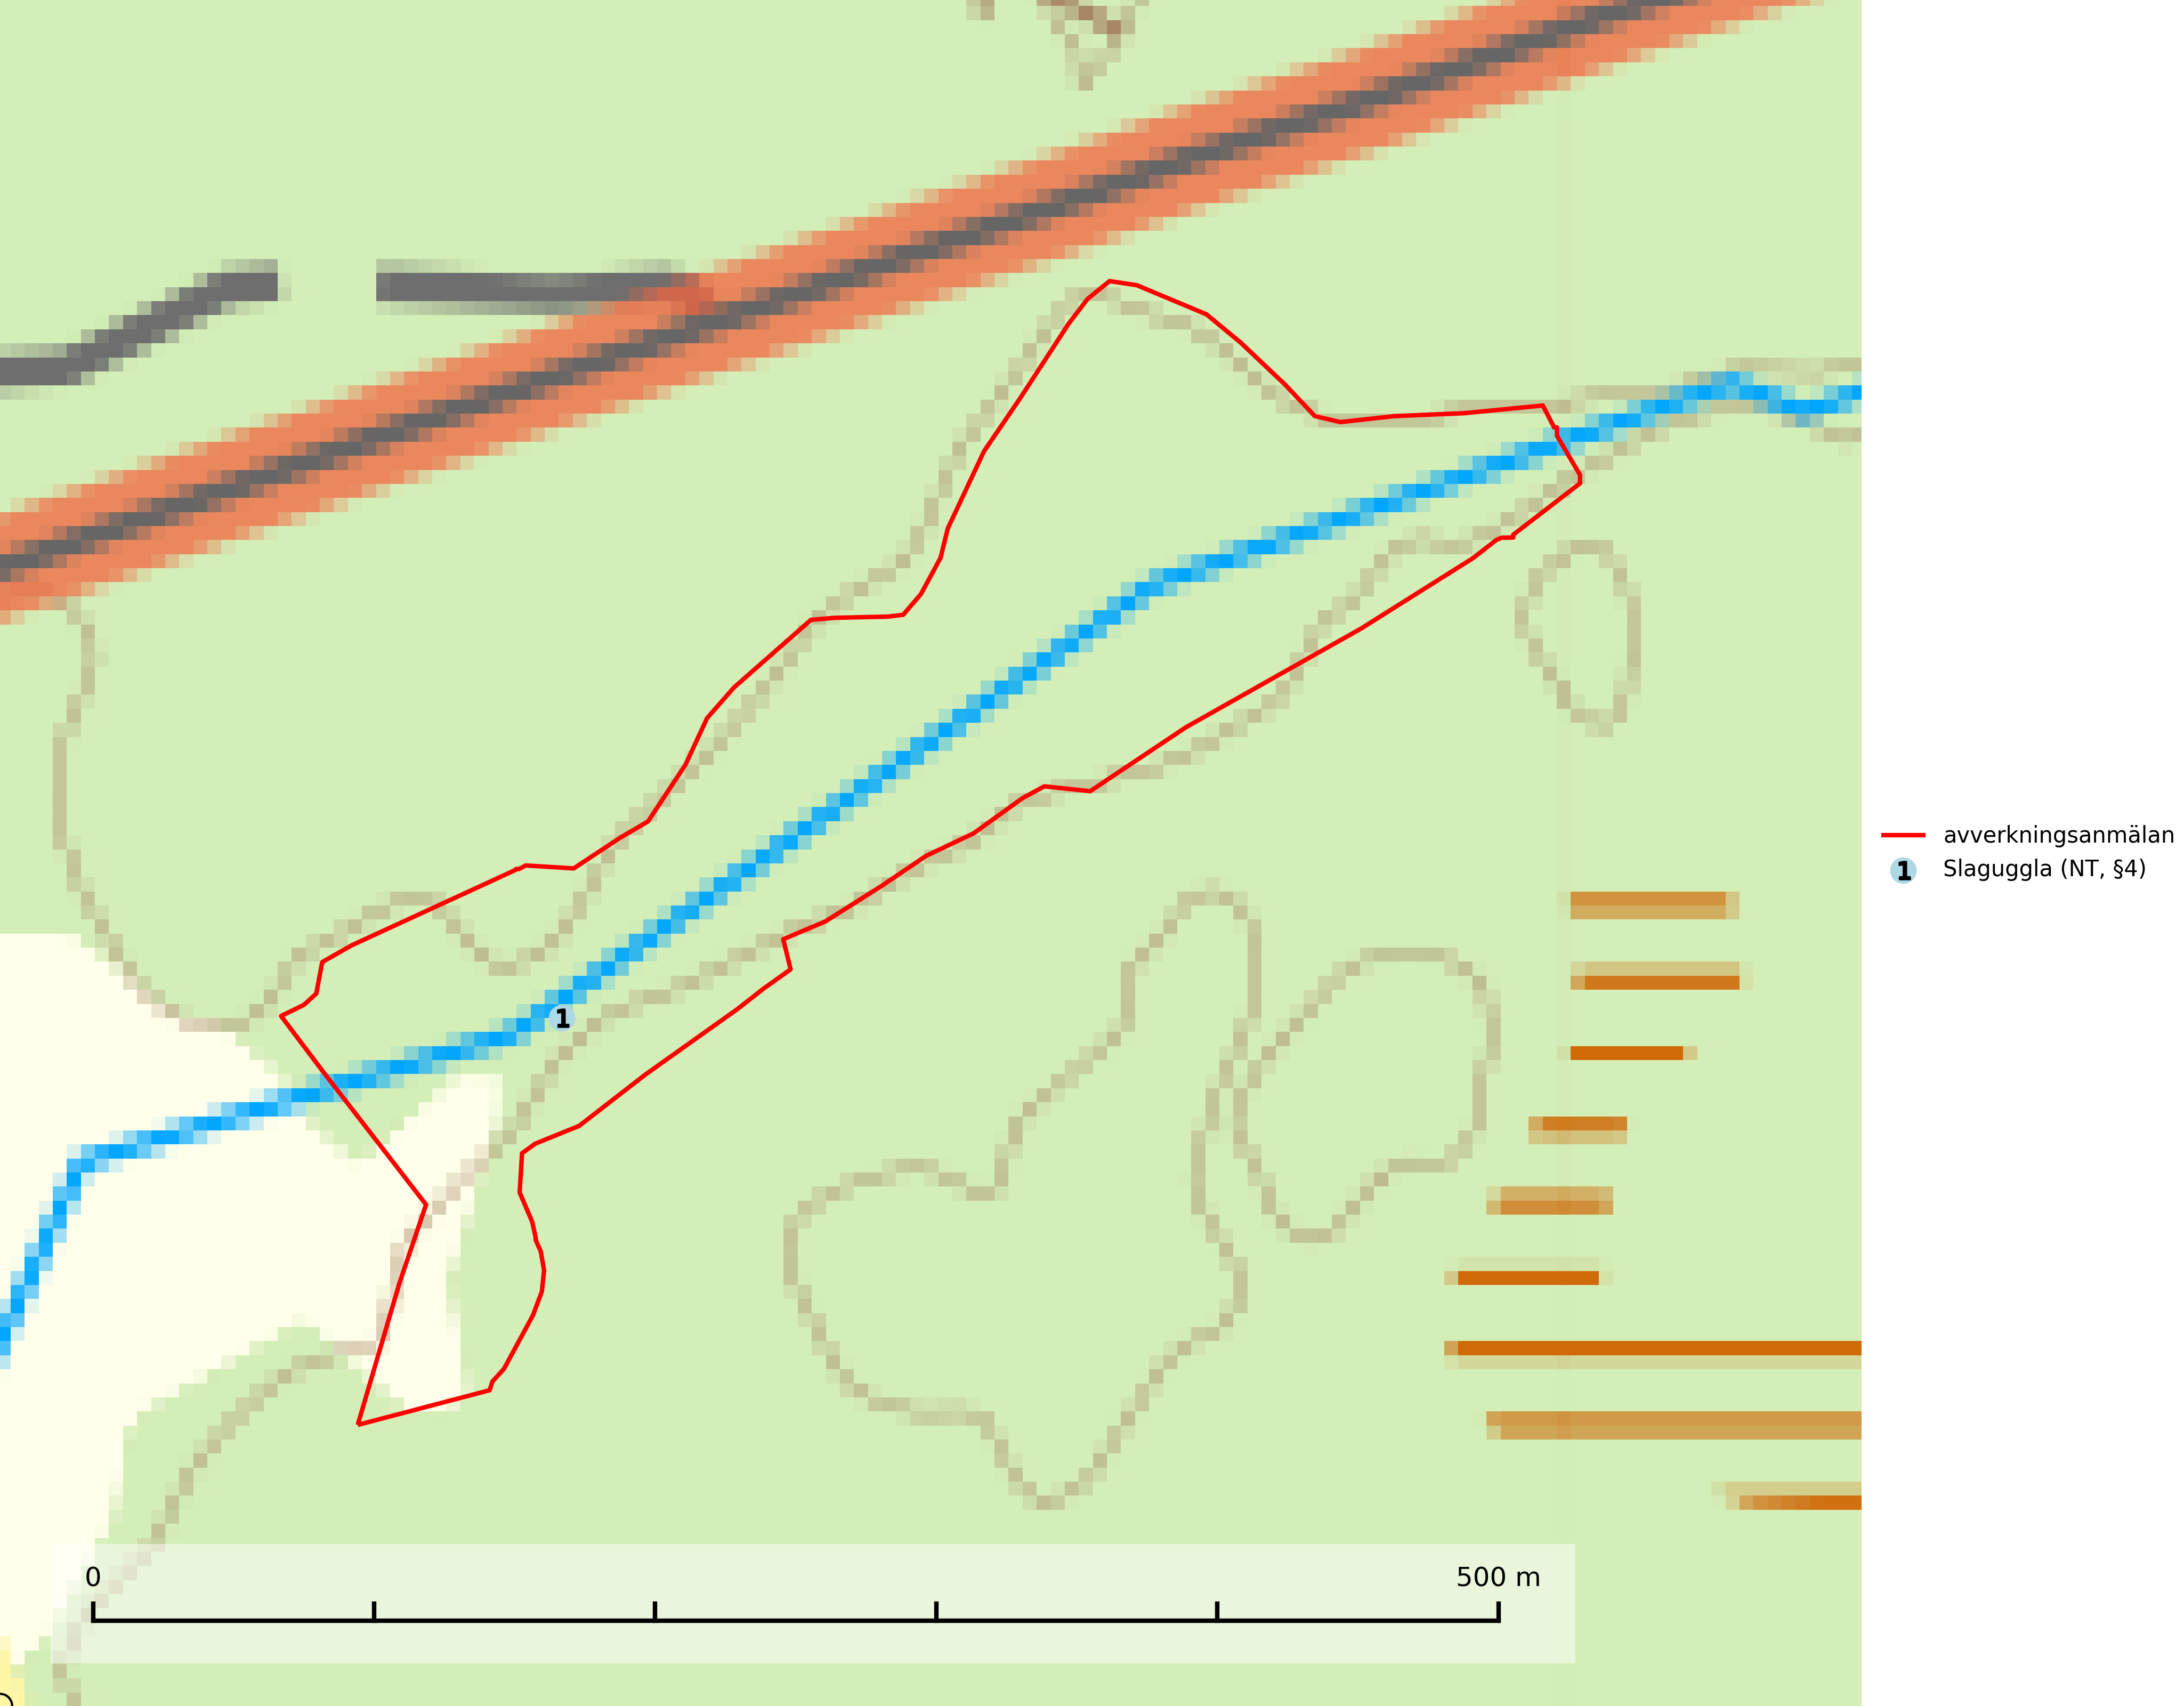 avverkningsanmälan
1 Slaguggla (NT, §4)
1
0 500 m